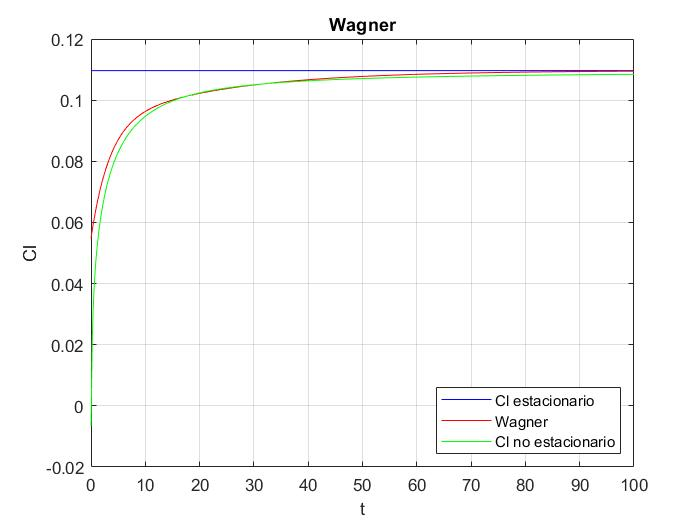 Wagner
0.12
0.1
0.08
0.06
0.04
0.02
0
-0.02
Cl
0 10 20 30 40 50 60 70 80 90 100
t
Cl estacionario
Wagner
Cl no estacionario